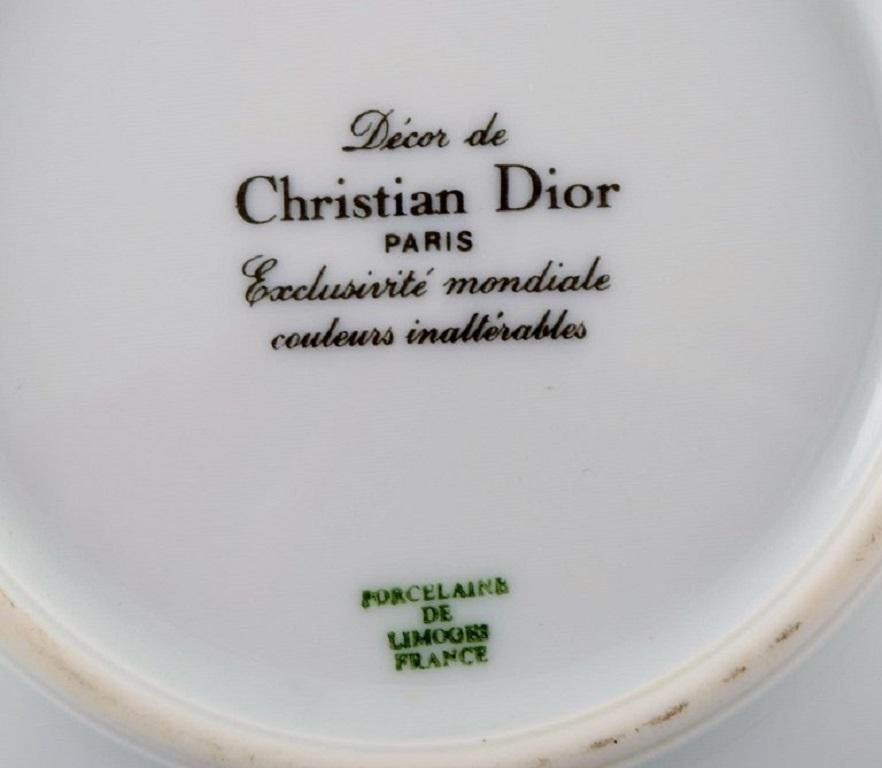 Décor de
Christian Dior
PARIS
Exclusivité mondiale
couleurs inaltérables
PORCELAINE
DE
LIMOGES
FRANCE